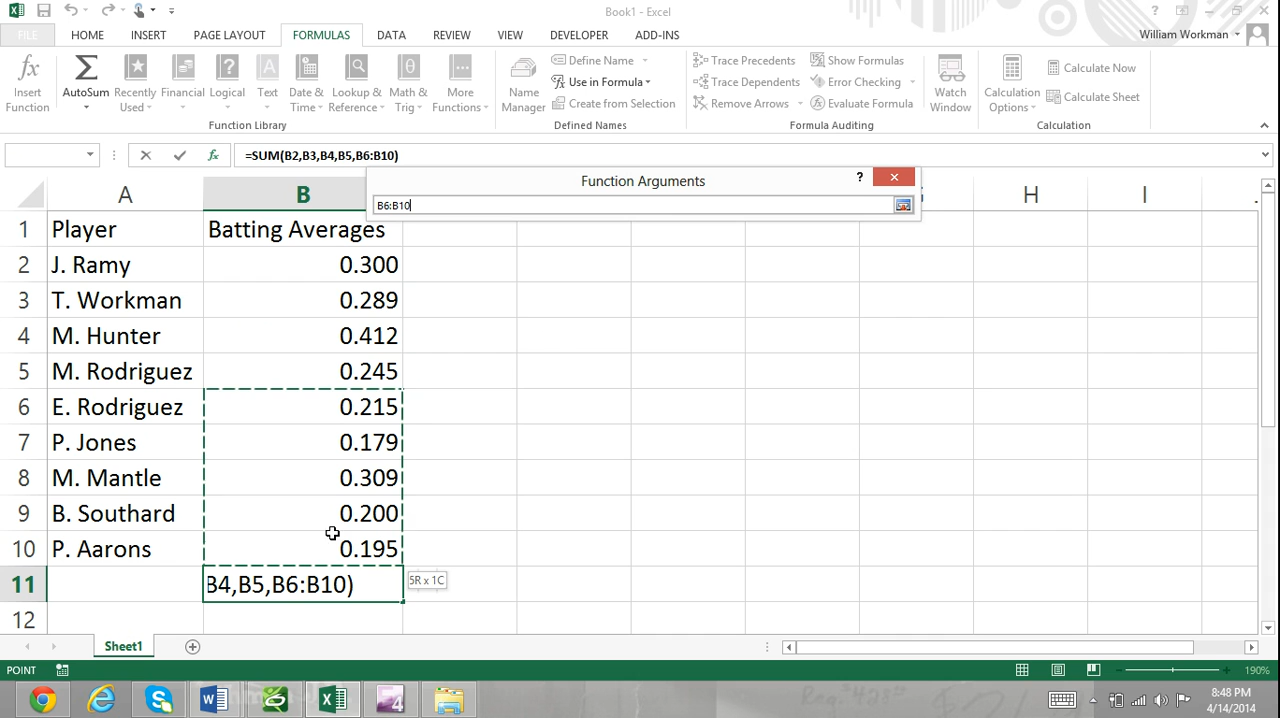 Book1 - Excel
FILE HOME INSERT PAGE LAYOUT FORMULAS DATA REVIEW VIEW DEVELOPER ADD-INS William Workman
Insert Function
AutoSum
Recently Used
Financial
Logical
Text
Date & Time
Lookup & Reference
Math & Trig
More Functions
Function Library
Name Manager
Define Name
Use in Formula
Create from Selection
Defined Names
Trace Precedents
Trace Dependents
Remove Arrows
Show Formulas
Error Checking
Evaluate Formula
Formula Auditing
Watch Window
Calculation Options
Calculate Now
Calculate Sheet
Calculation
=SUM(B2,B3,B4,B5,B6:B10)
Function Arguments
B6:B10
A B H I
1 Player Batting Averages
2 J. Ramy 0.300
3 T. Workman 0.289
4 M. Hunter 0.412
5 M. Rodriguez 0.245
6 E. Rodriguez 0.215
7 P. Jones 0.179
8 M. Mantle 0.309
9 B. Southard 0.200
10 P. Aarons 0.195
11 B4,B5,B6:B10) 5R x 1C
12
Sheet1
POINT 190%
8:48 PM
4/14/2014